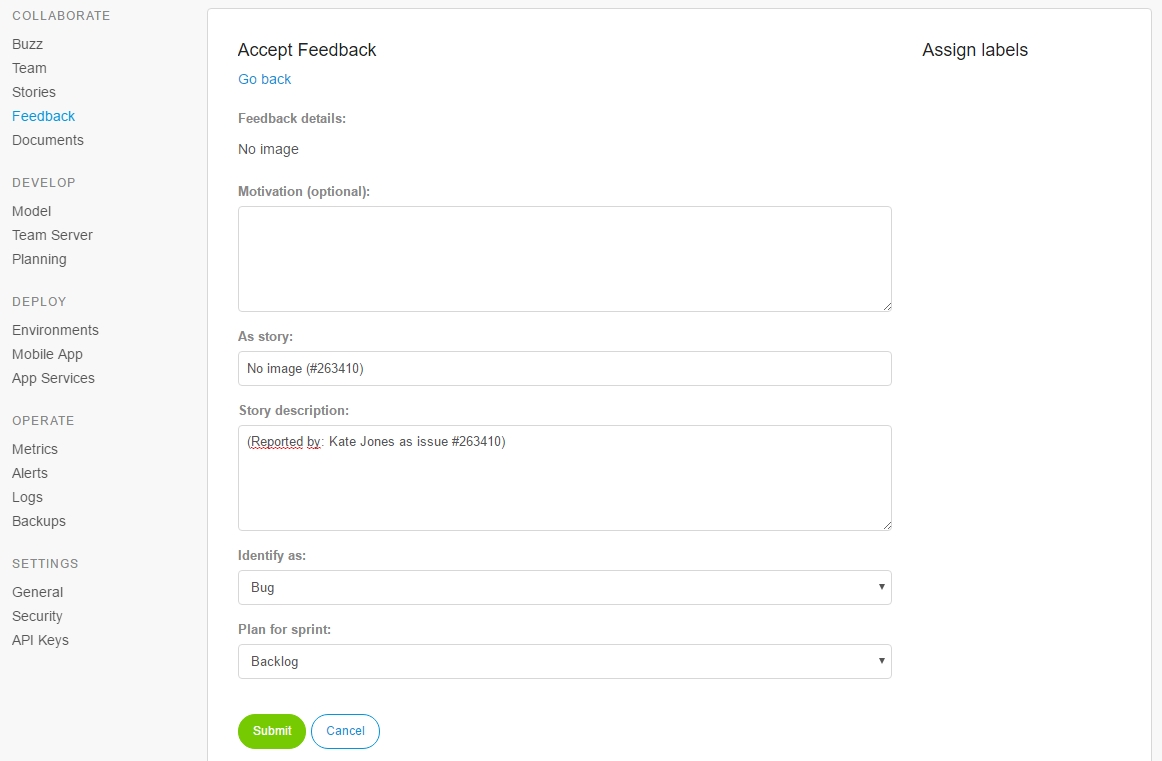 COLLABORATE
Buzz
Team
Stories
Feedback
Documents
DEVELOP
Model
Team Server
Planning
DEPLOY
Environments
Mobile App
App Services
OPERATE
Metrics
Alerts
Logs
Backups
SETTINGS
General
Security
API Keys
Accept Feedback
Go back
Feedback details:
No image
Motivation (optional):
As story:
No image (#263410)
Story description:
(Reported by: Kate Jones as issue #263410)
Identify as:
Bug
Plan for sprint:
Backlog
Submit
Cancel
Assign labels